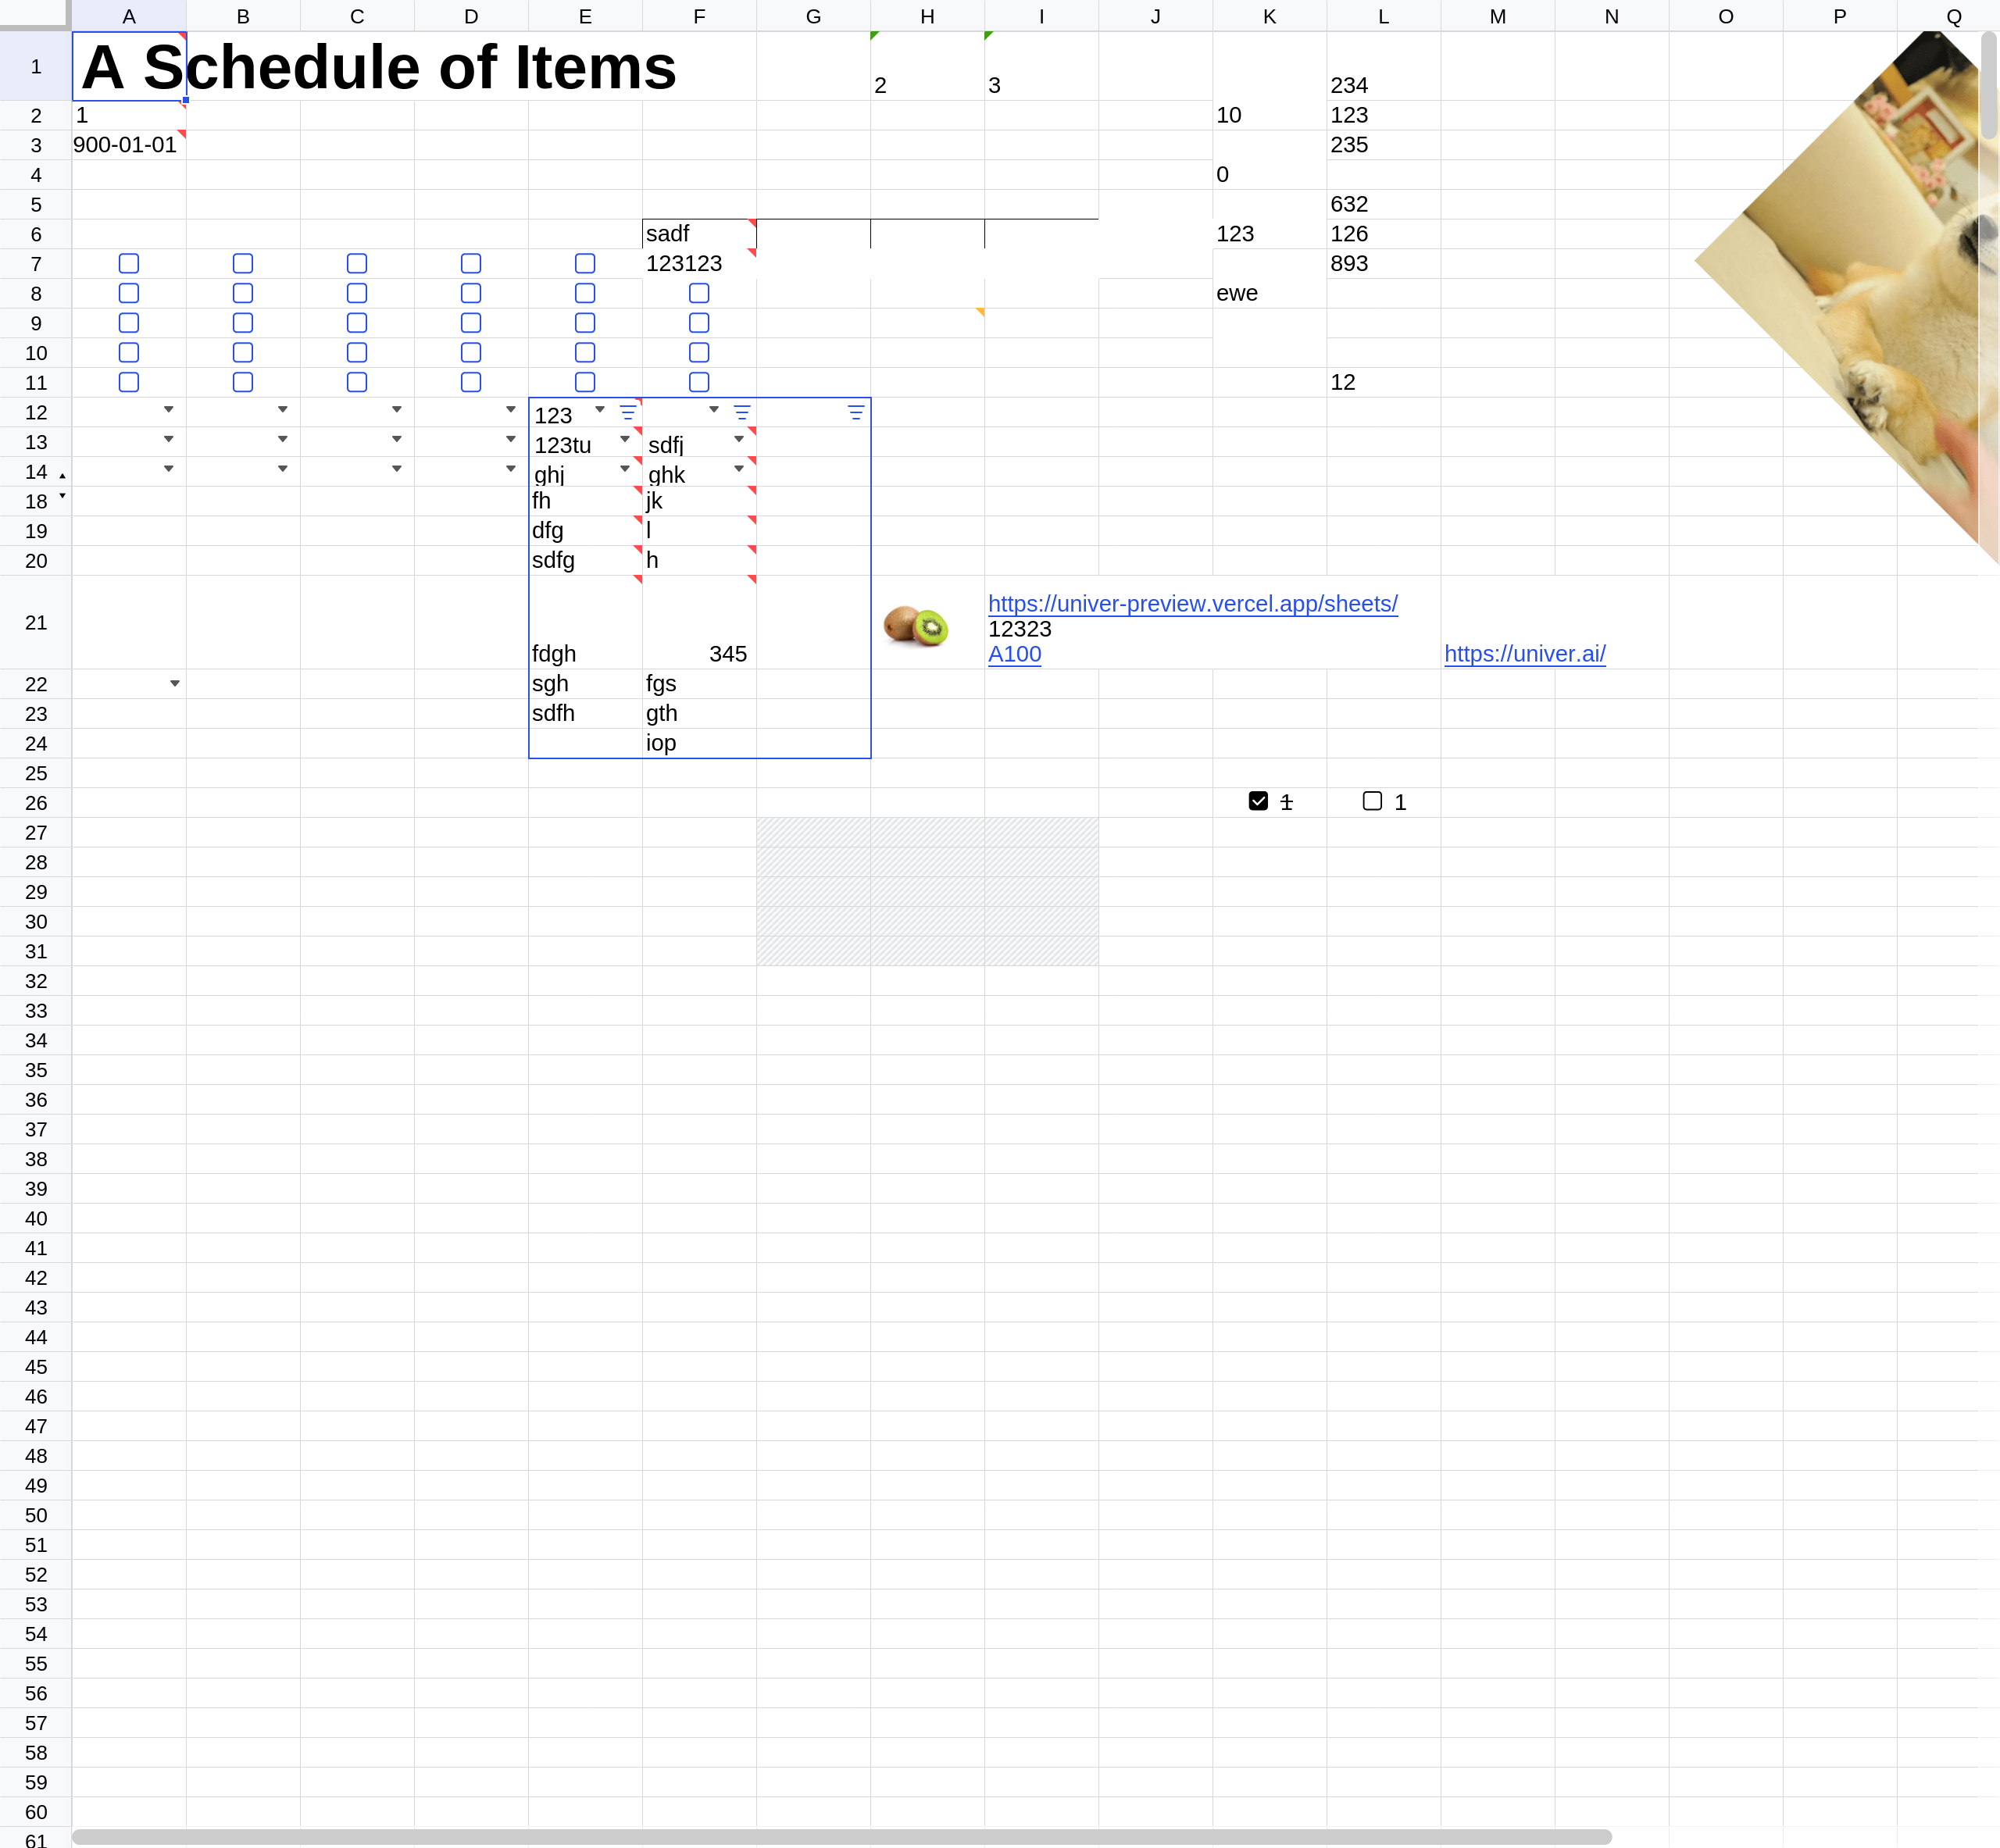 A B C D E F G H I J K L M N O P Q
1 A Schedule of Items 2 3 234
2 1 10 123
3 900-01-01 235
4 0
5 632
6 sadf 123 126
7 123123 893
8 ewe
9
10
11 12
12 123
13 123tu sdfj
14 ghj ghk
18 fh jk
19 dfg l
20 sdfg h
https://univer-preview.vercel.app/sheets/
21 12323
fdgh 345 A100 https://univer.ai/
22 sgh fgs
23 sdfh gth
24 iop
25
26 1 1
27
28
29
30
31
32
33
34
35
36
37
38
39
40
41
42
43
44
45
46
47
48
49
50
51
52
53
54
55
56
57
58
59
60
61